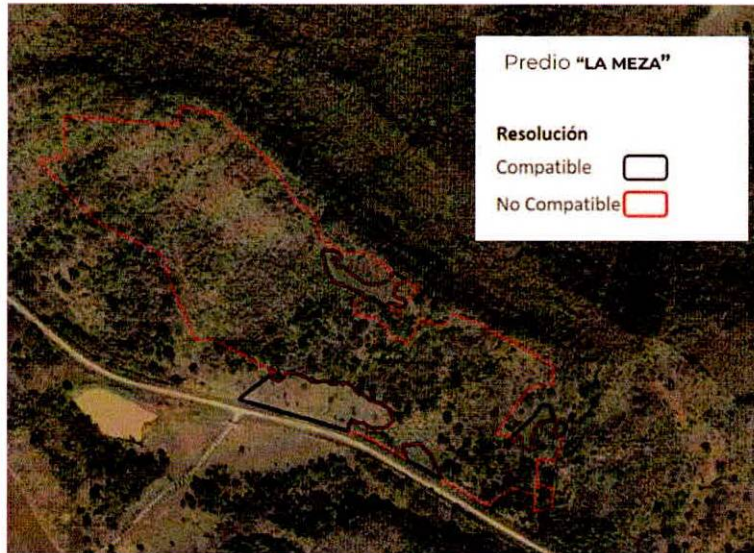 Predio “LA MEZA”
Resolución
Compatible
No Compatible